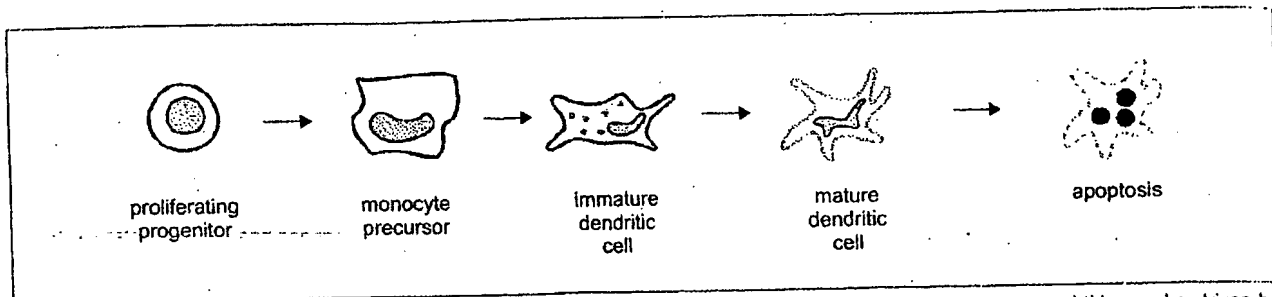 proliferating
progenitor
monocyte
precursor
immature
dendritic
cell
mature
dendritic
cell
apoptosis